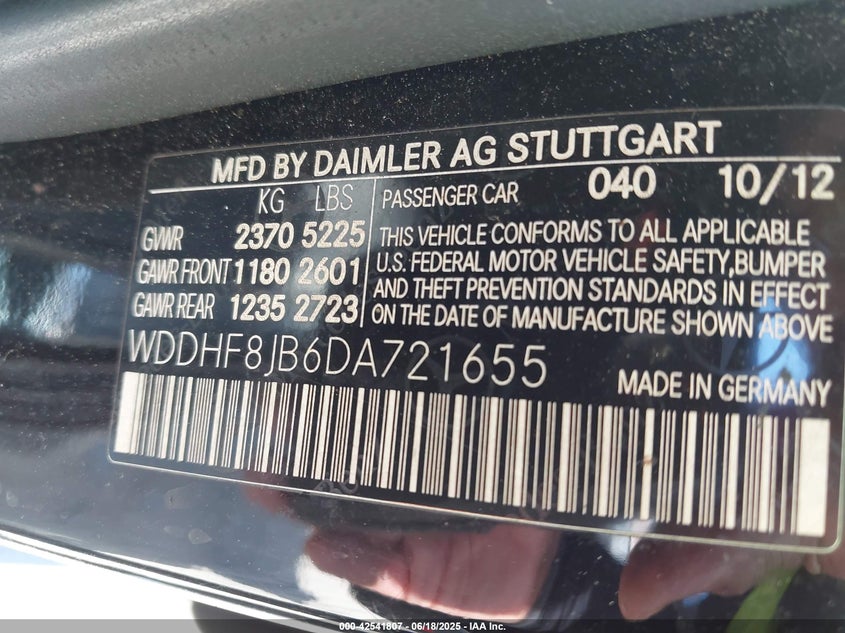 MFD BY DAIMLER AG STUTTGART
KG LBS
GVWR 2370 5225
GAWR FRONT 1180 2601
GAWR REAR 1235 2723
PASSENGER CAR 040 10/12
THIS VEHICLE CONFORMS TO ALL APPLICABLE
U.S. FEDERAL MOTOR VEHICLE SAFETY,BUMPER
AND THEFT PREVENTION STANDARDS IN EFFECT
ON THE DATE OF MANUFACTURE SHOWN ABOVE
WDDHF8JB6DA721655
MADE IN GERMANY
000-42541807 - 06/18/2025 - IAA Inc.